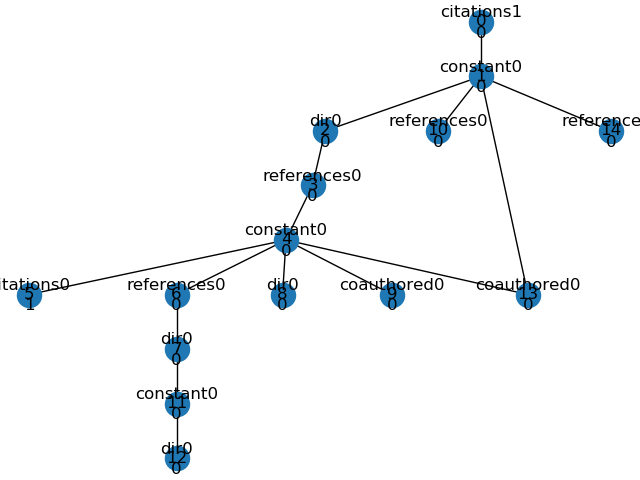 citations1
0
0
constant0
1
0
dir0
2
0
references0
10
0
reference
14
0
references0
3
0
constant0
4
0
itations0
5
1
references0
6
0
dir0
8
0
coauthored0
9
0
coauthored0
13
0
dir0
7
0
constant0
11
0
dir0
12
0